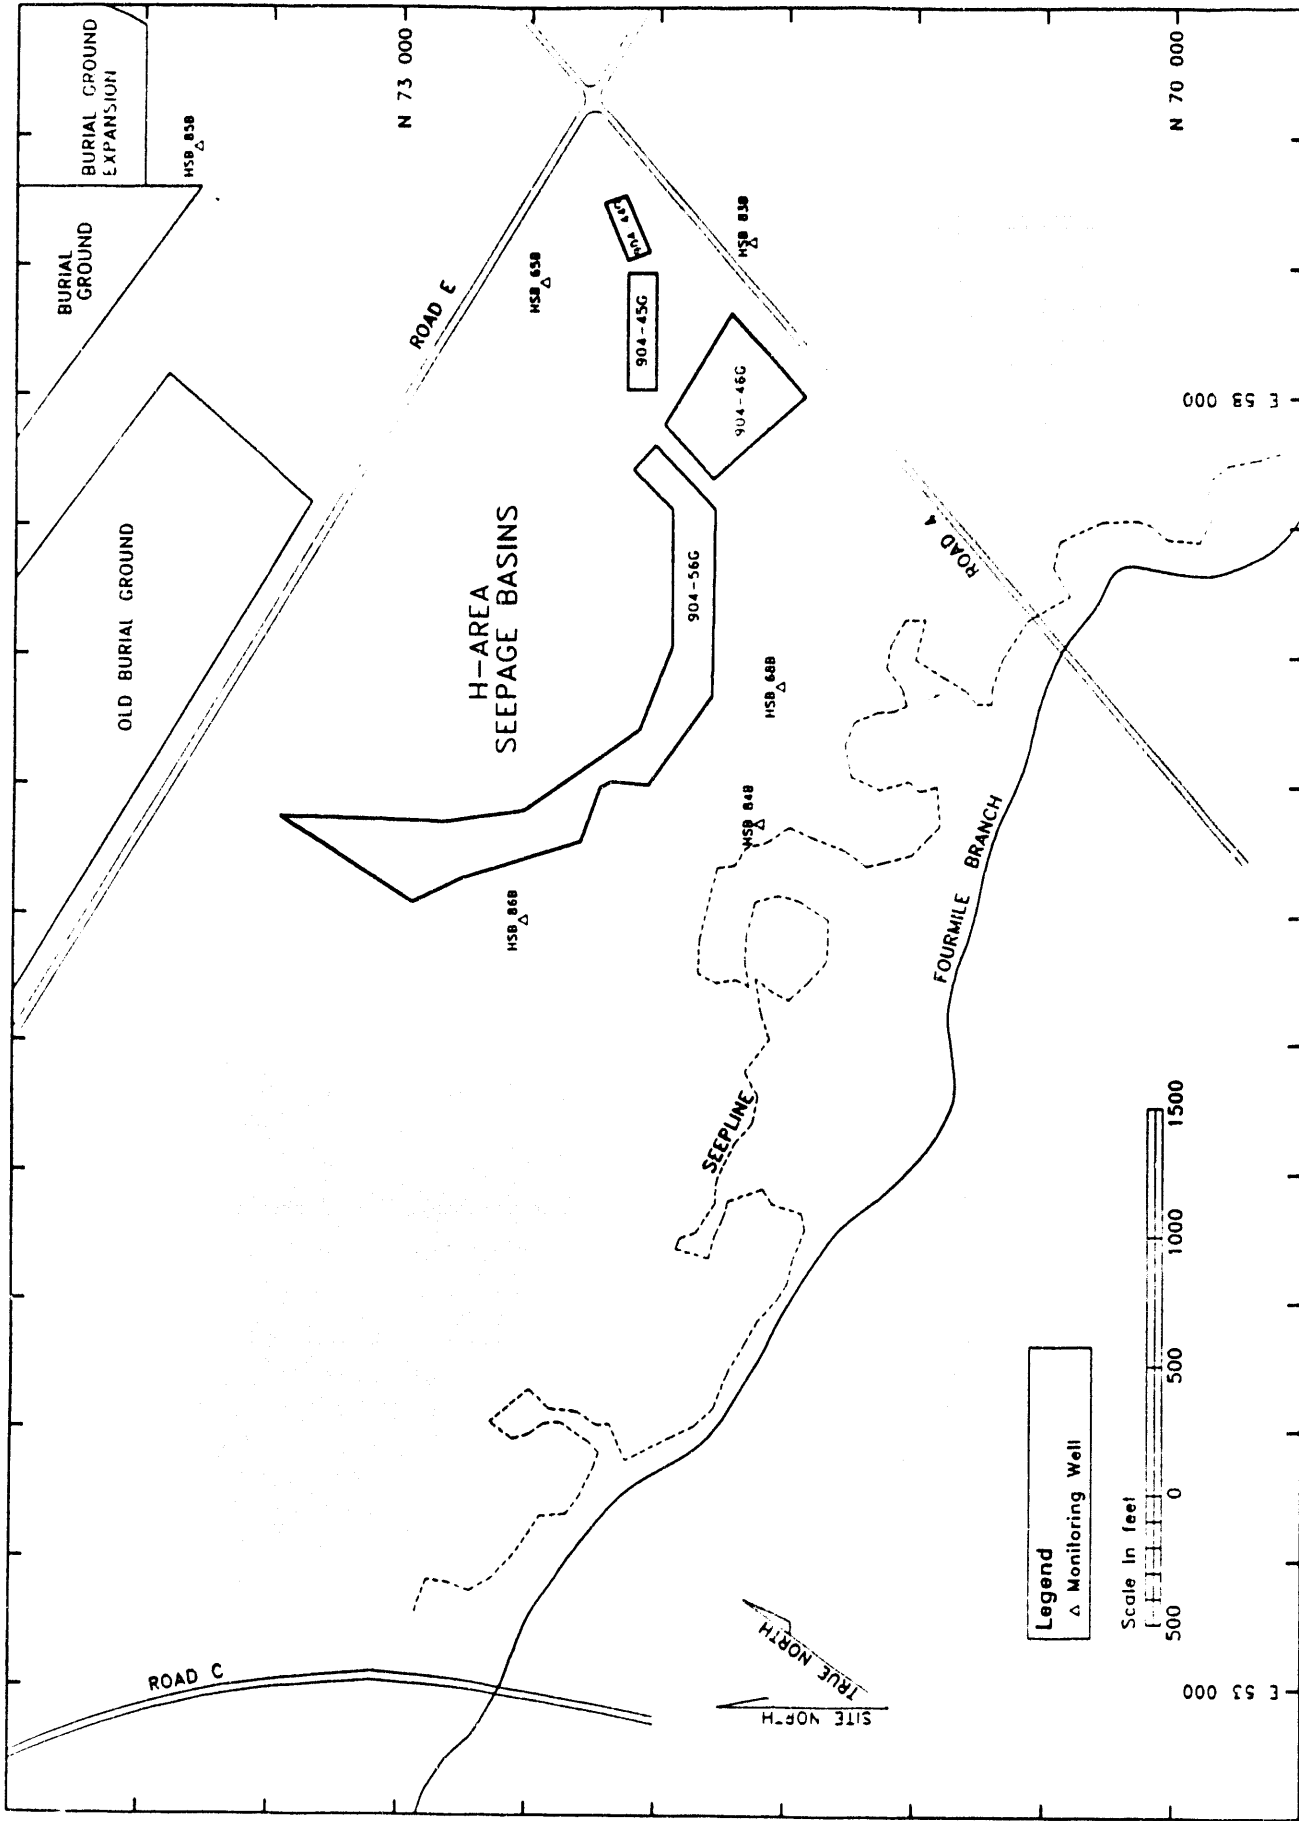 BURIAL GROUND
EXPANSION
HSB 85B
BURIAL
GROUND
OLD BURIAL GROUND
N 73 000
ROAD E
HSB 65B
904-45G
HSB 83B
904-46G
H-AREA
SEEPAGE BASINS
904-56G
HSB 68B
HSB 84B
HSB 86B
N 70 000
E 58 000
ROAD A
FOURMILE BRANCH
SEEPLINE
ROAD C
SITE NORTH
TRUE NORTH
Legend
△ Monitoring Well
Scale in feet
500 0 500 1000 1500
E 53 000